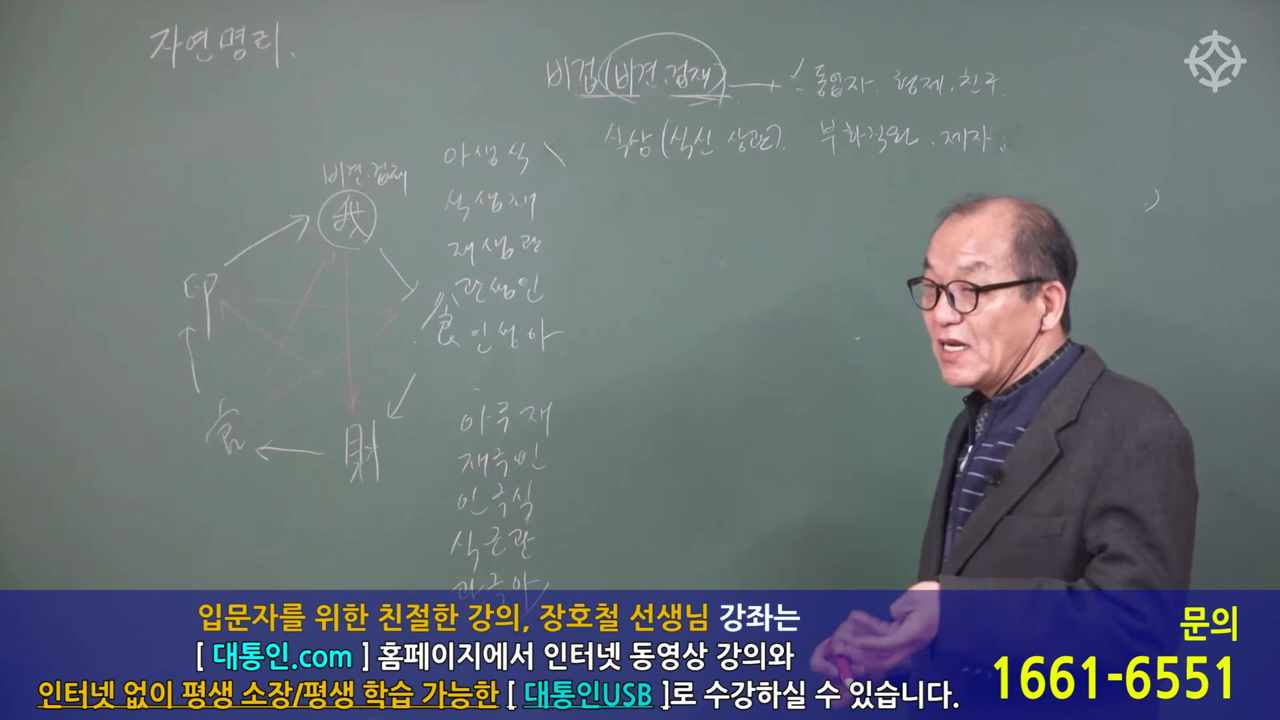 자연명리.
비겁(비견.겁재) → 동업자. 형제. 친구.
식상(식신 상관). 부하직원. 제자.
비견.겁재
我
食
財
官
印
아생식
식생재
재생관
관생인
인생아
아극재
재극인
인극식
식극관
관극아
입문자를 위한 친절한 강의, 장호철 선생님 강좌는
[ 대통인.com ] 홈페이지에서 인터넷 동영상 강의와
인터넷 없이 평생 소장/평생 학습 가능한 [ 대통인USB ]로 수강하실 수 있습니다.
문의
1661-6551